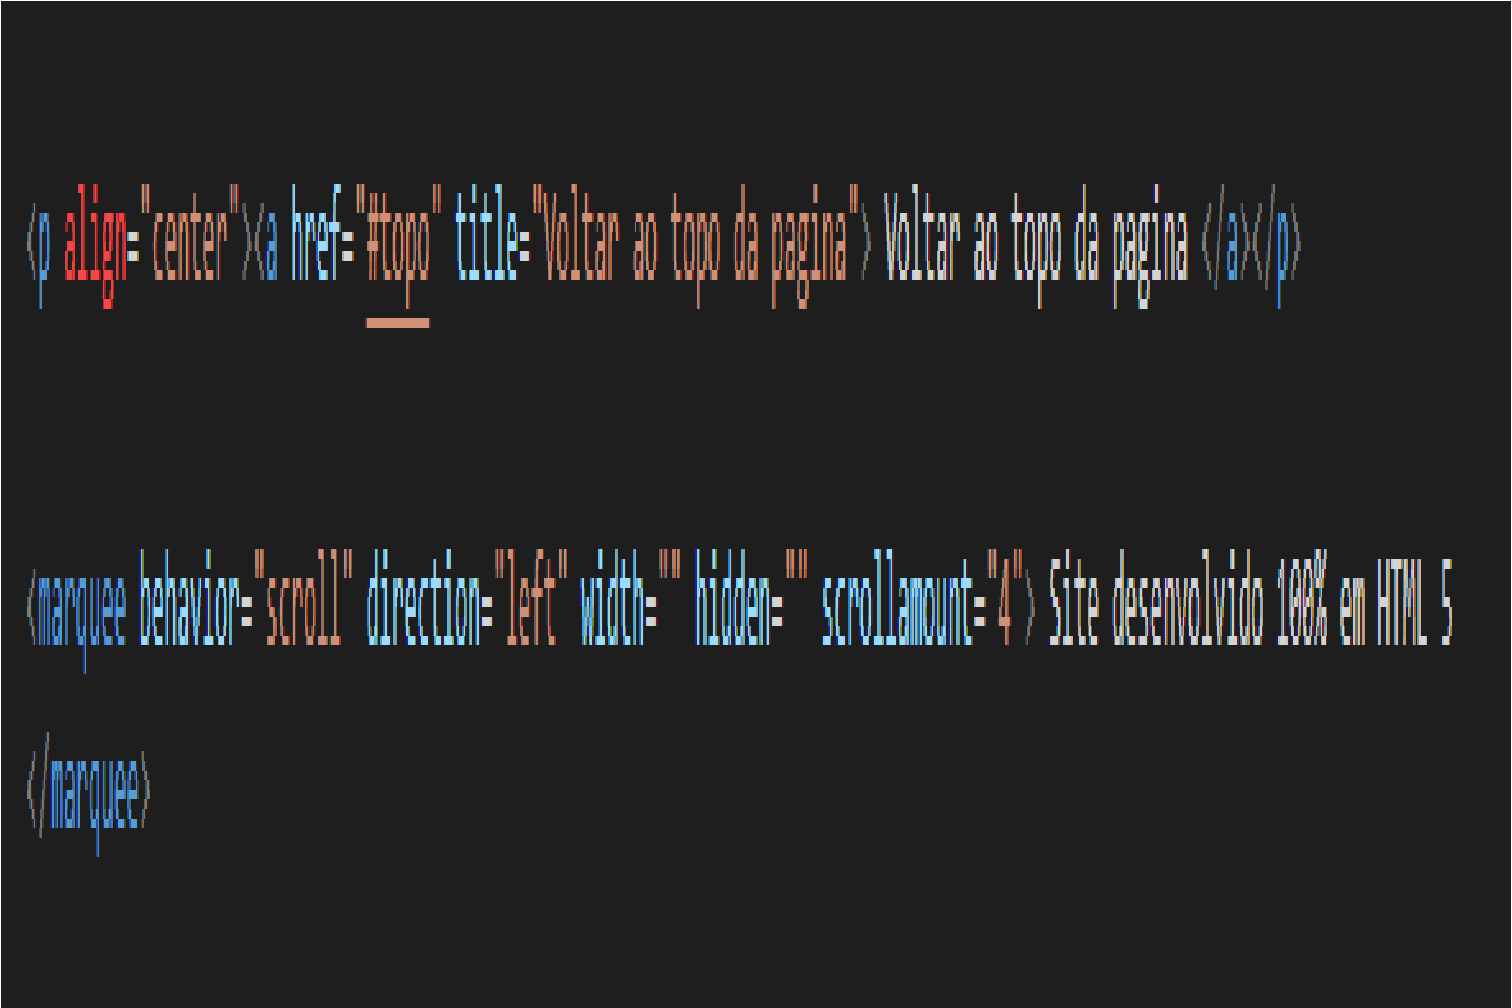 <p align="center"><a href="#topo" title="Voltar ao topo da pagina"> Voltar ao topo da pagina </a></p>
<marquee behavior="scroll" direction="left" width="" hidden="" scrollamount="4"> Site desenvolvido 100% em HTML 5
</marquee>